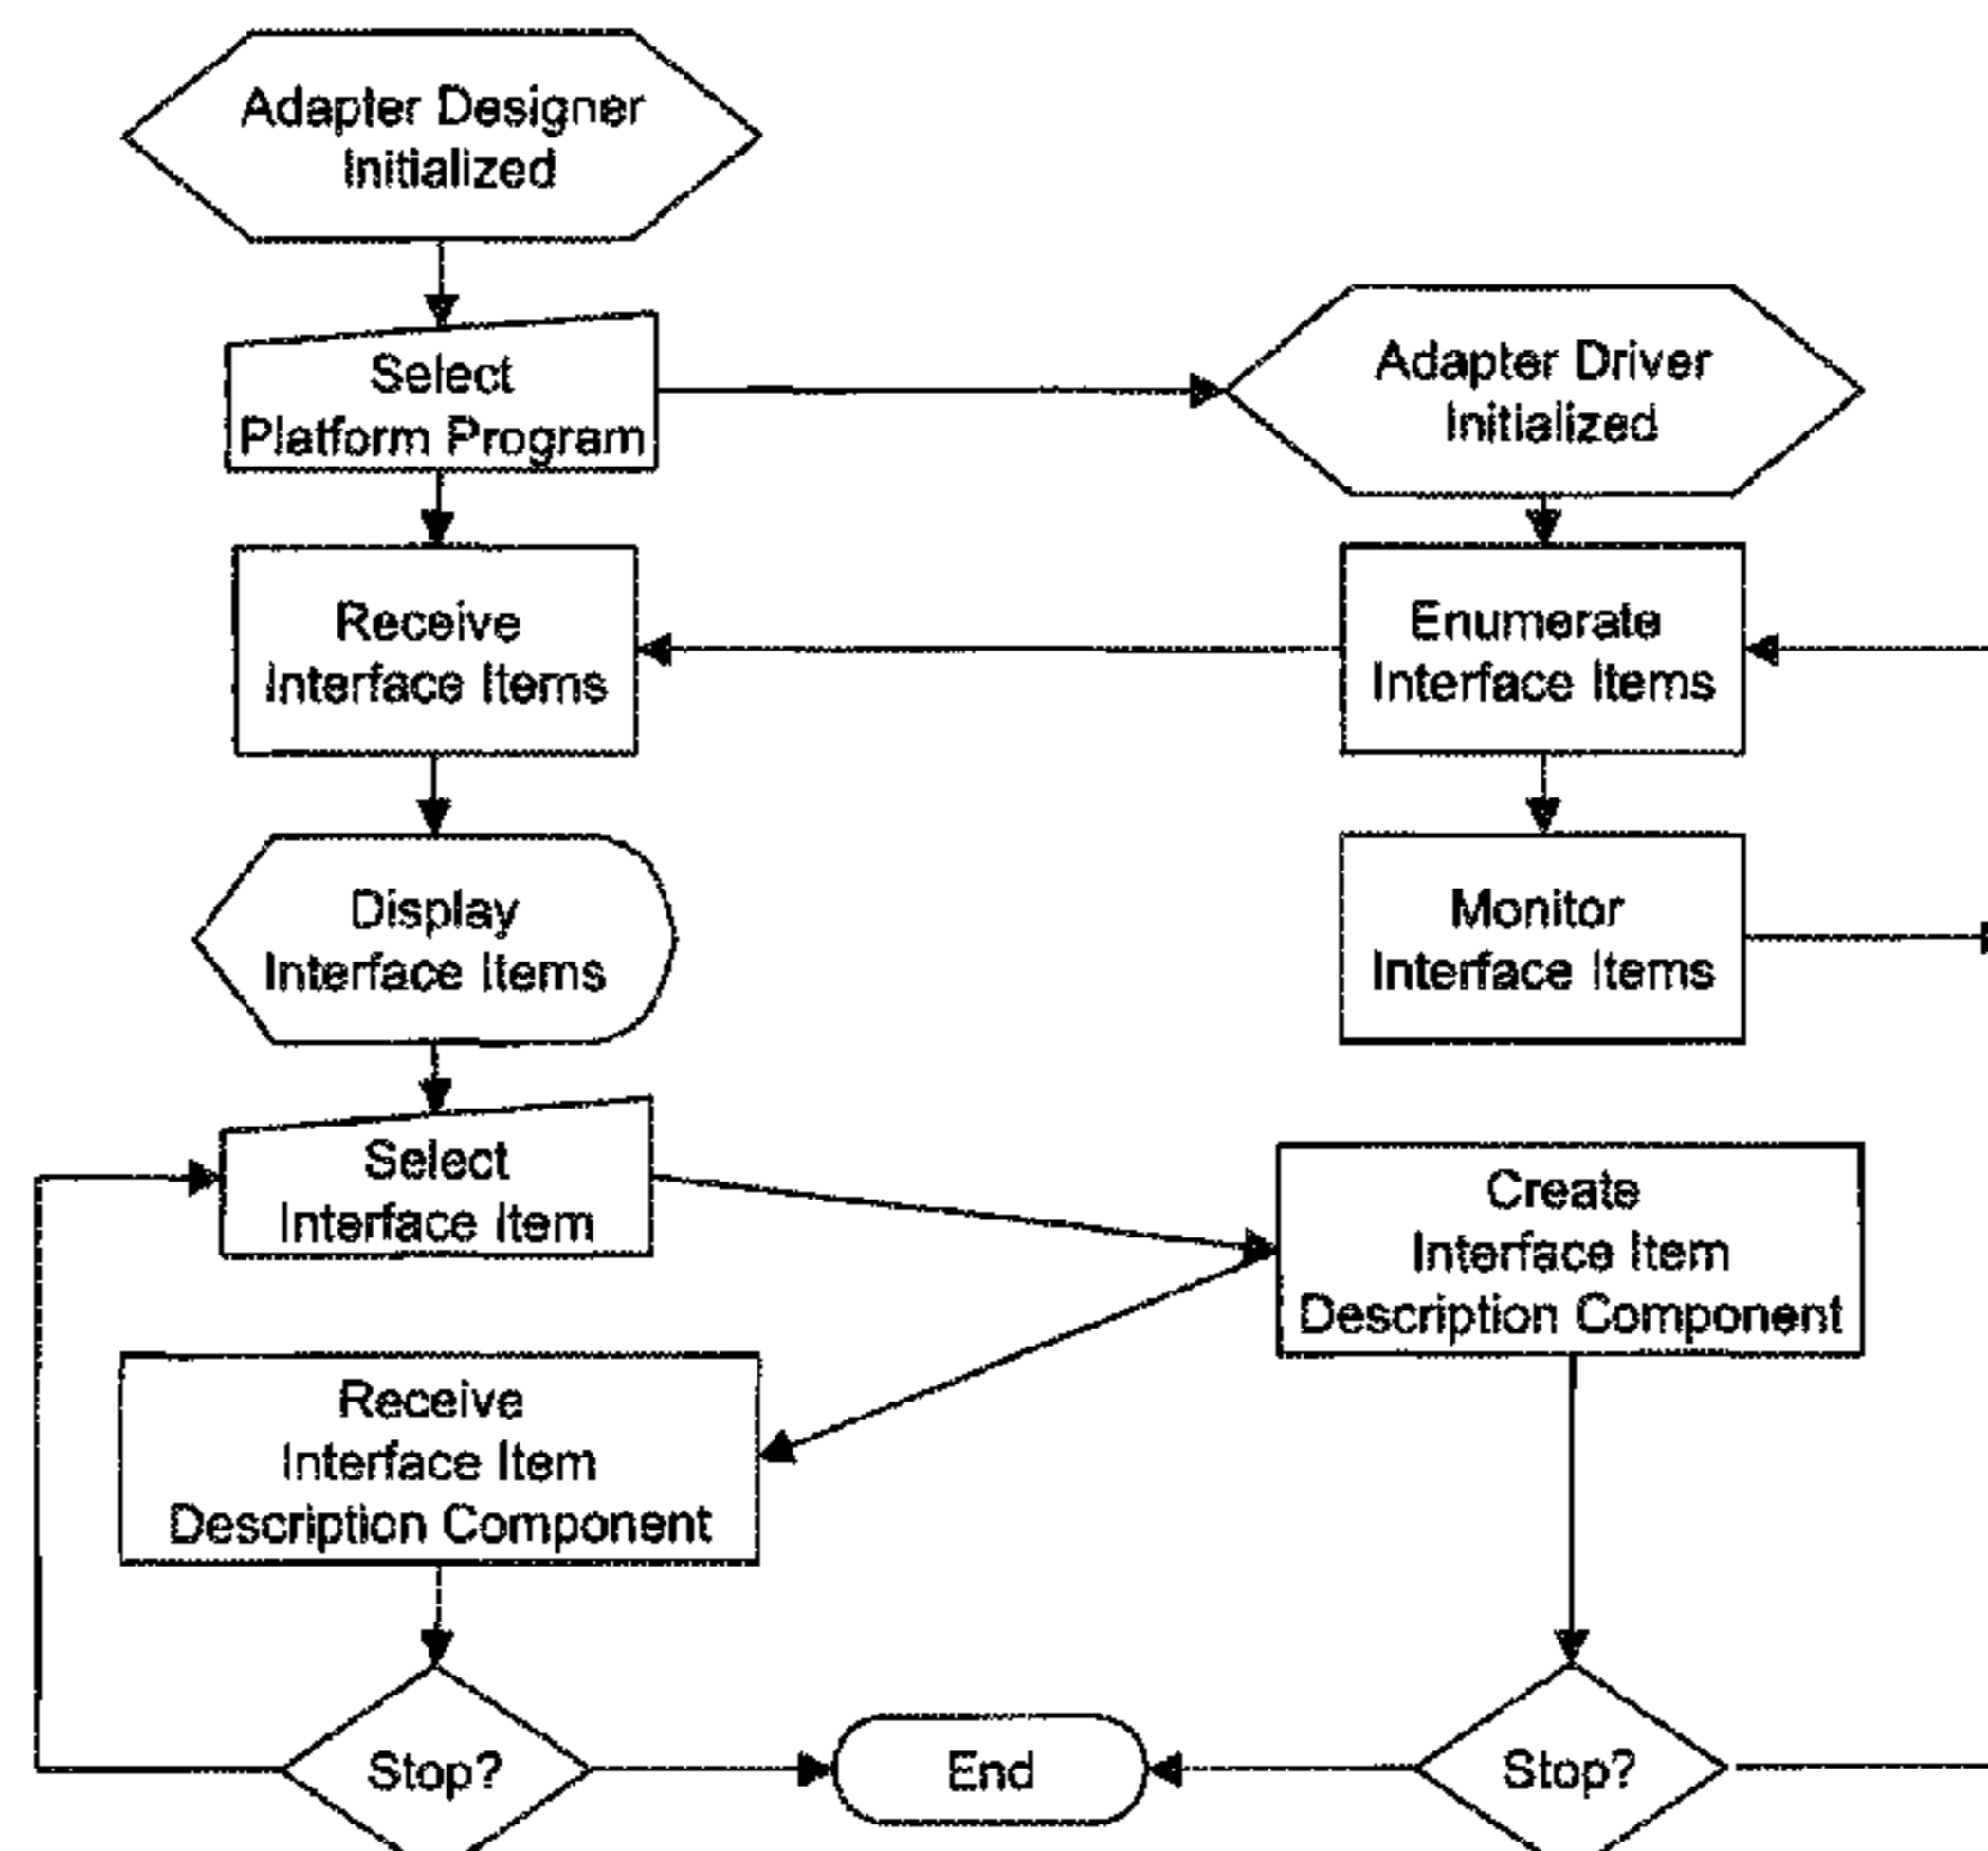 Adapter Designer
Initialized
Select
Platform Program
Adapter Driver
Initialized
Receive
Interface Items
Enumerate
Interface Items
Display
Interface Items
Monitor
Interface Items
Select
Interface Item
Create
Interface Item
Description Component
Receive
Interface Item
Description Component
Stop?
End
Stop?